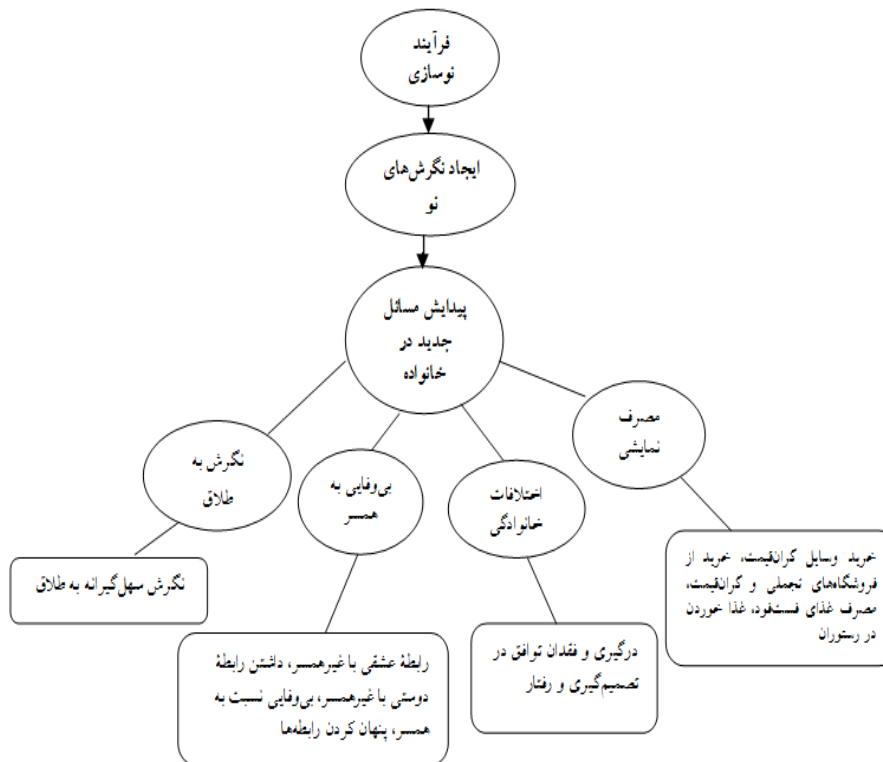 فرآیند
نوسازی
ایجاد نگرش‌های
نو
پیدایش مسائل
جدید در
خانواده
مصرف
نمایشی
اختلافات
خانوادگی
بی‌وفایی به
همسر
نگرش به
طلاق
خرید وسایل گران‌قیمت، خرید از
فروشگاه‌های تجملی و گران‌قیمت،
مصرف غذای فست‌فود، غذا خوردن
در رستوران
درگیری و فقدان توافق در
تصمیم‌گیری و رفتار
رابطۀ عشقی با غیرهمسر، داشتن رابطۀ
دوستی با غیرهمسر، بی‌وفایی نسبت به
همسر، پنهان کردن رابطه‌ها
نگرش سهل‌گیرانه به طلاق